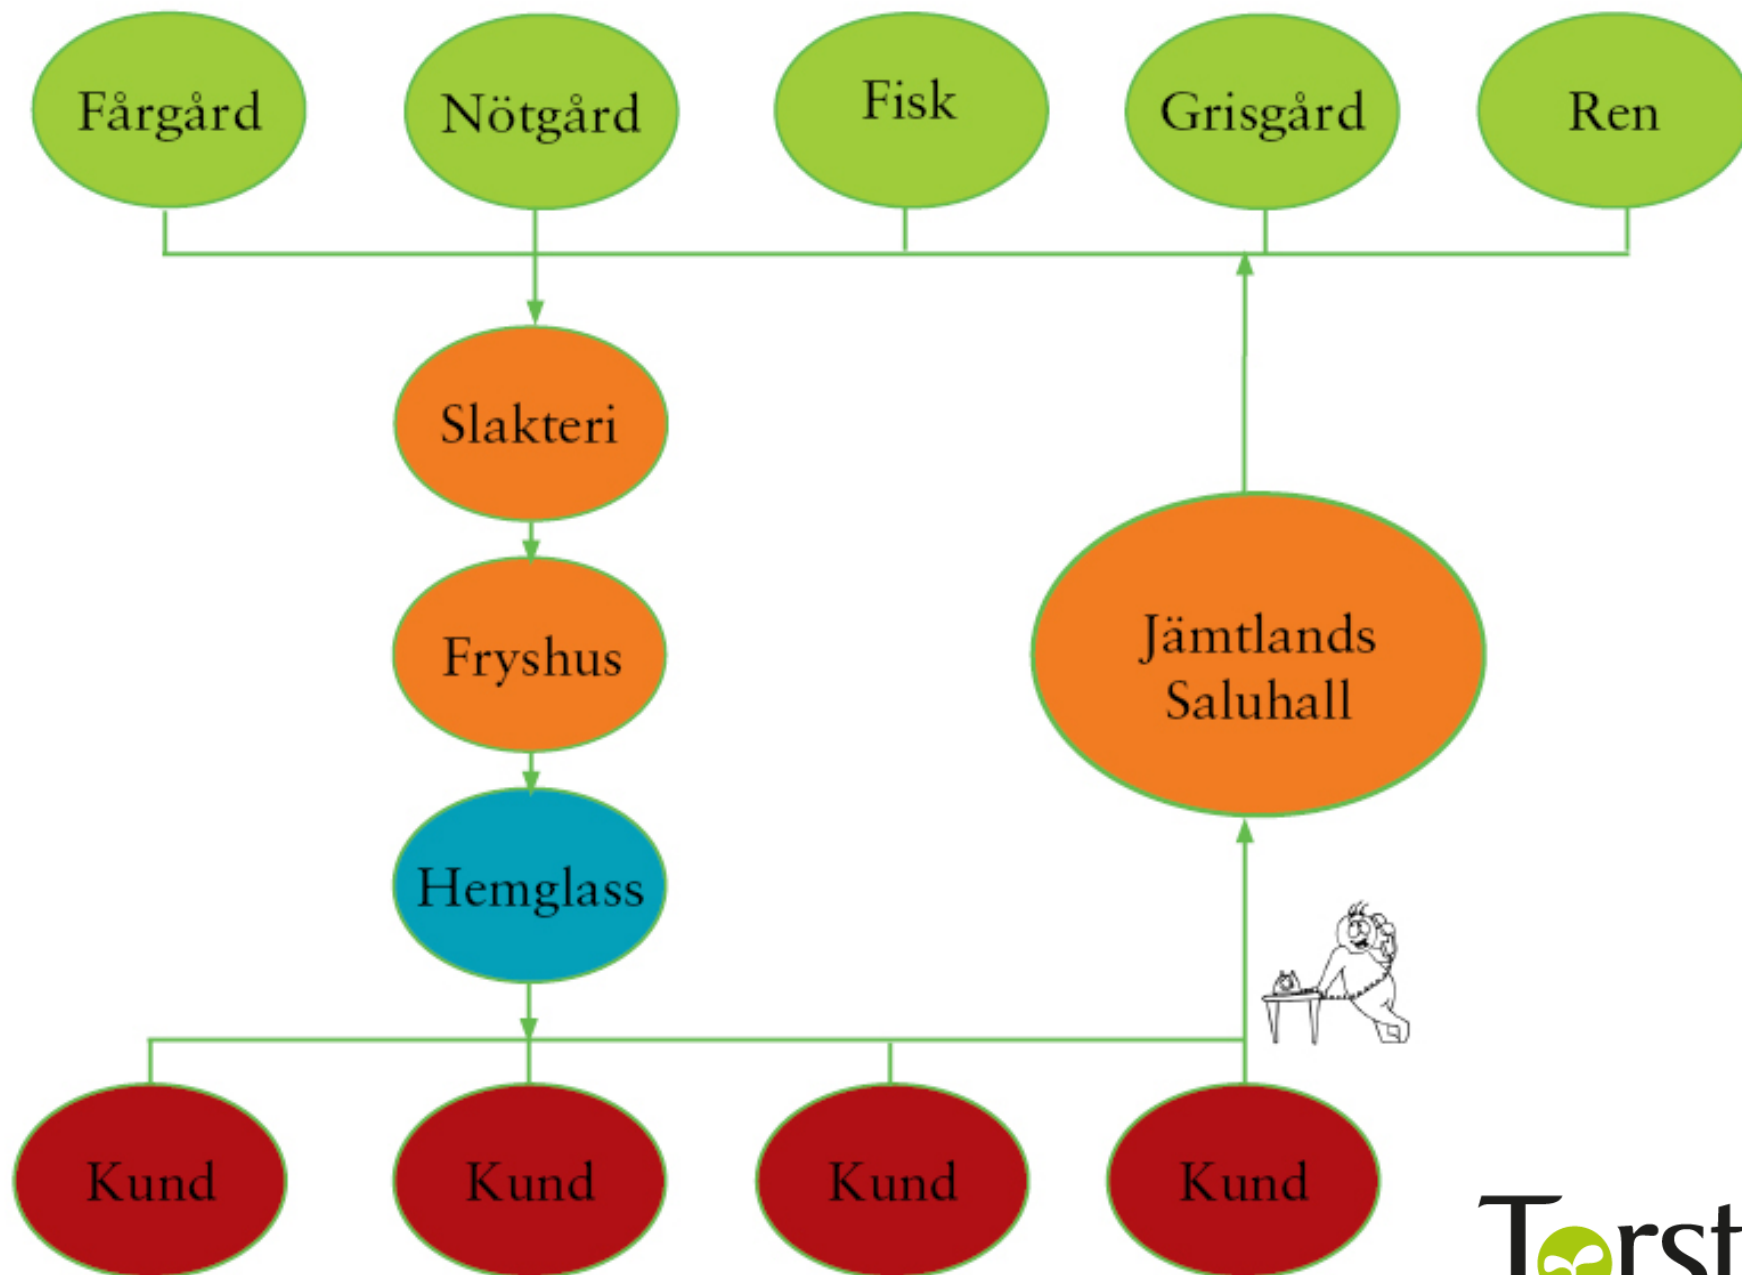 Fårgård
Nötgård
Fisk
Grisgård
Ren
Slakteri
Fryshus
Jämtlands
Saluhall
Hemglass
Kund
Kund
Kund
Kund